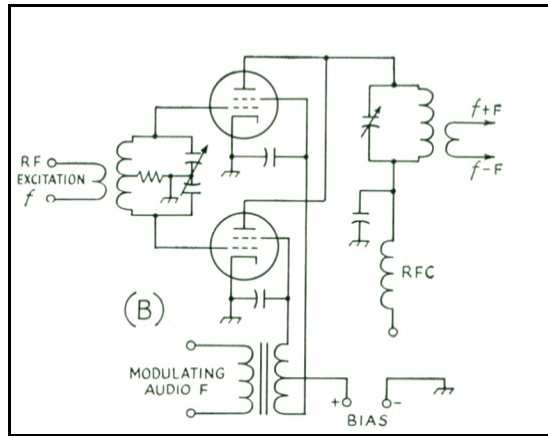 RF
EXCITATION
f
f+F
f-F
RFC
(B)
MODULATING
AUDIO F
+
-
BIAS